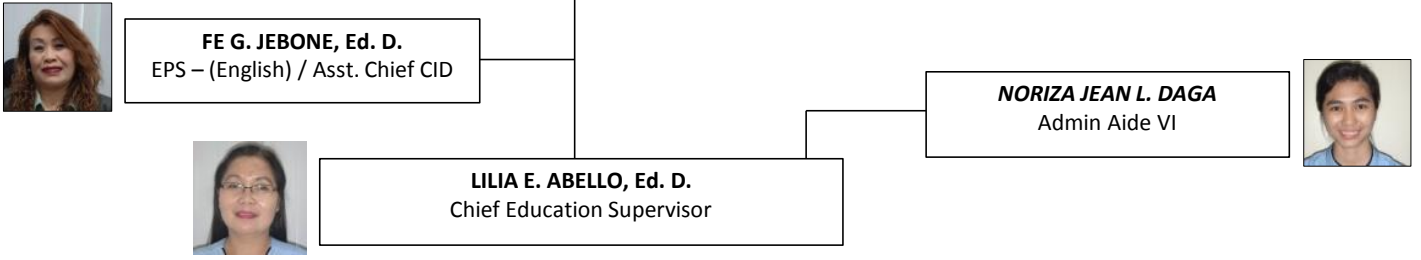 FE G. JEBONE, Ed. D.
EPS – (English) / Asst. Chief CID
NORIZA JEAN L. DAGA
Admin Aide VI
LILIA E. ABELLO, Ed. D.
Chief Education Supervisor